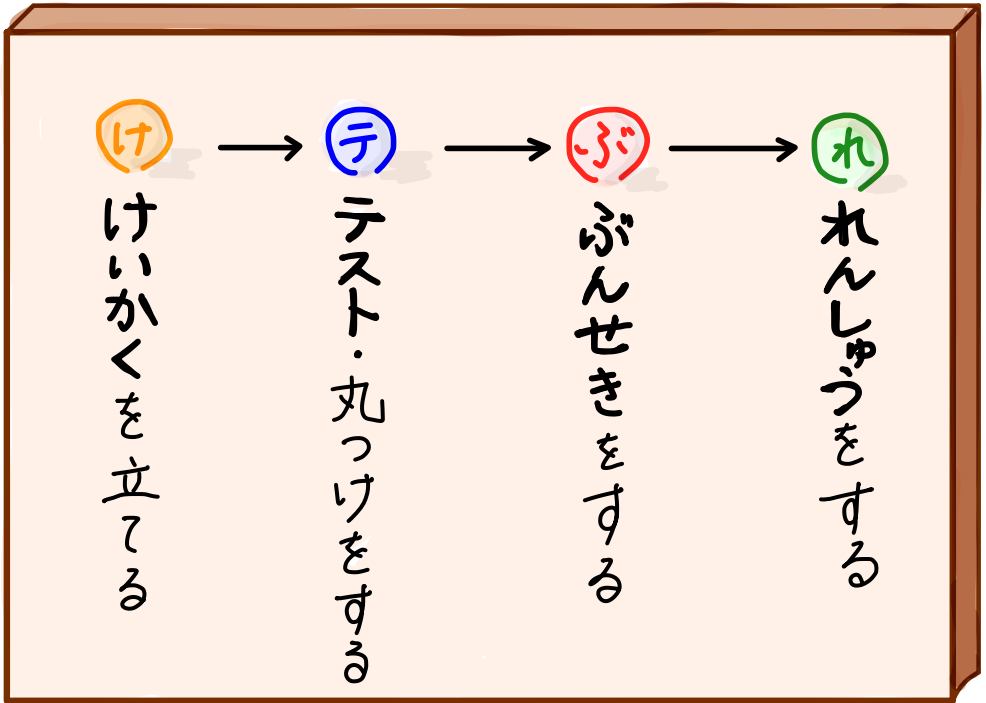 け
けいかくを立てる
テ
テスト・丸つけをする
ぶ
ぶんせきをする
れ
れんしゅうをする